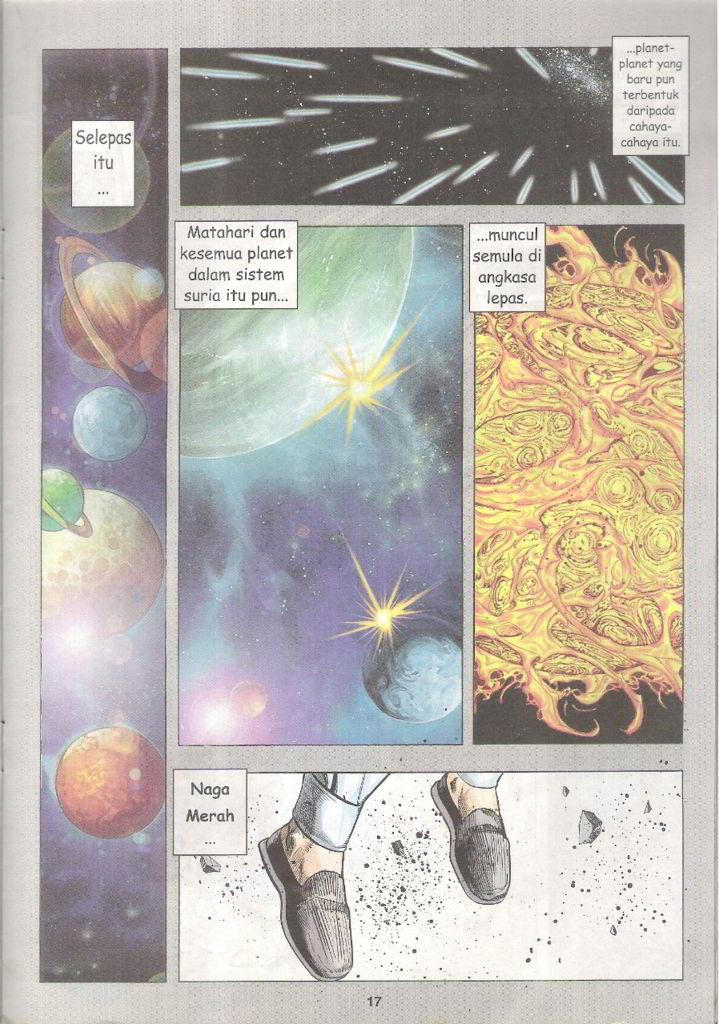 ...planet-
planet yang
baru pun
terbentuk
daripada
cahaya-
cahaya itu.
Selepas
itu
...
Matahari dan
kesemua planet
dalam sistem
suria itu pun...
...muncul
semula di
angkasa
lepas.
Naga
Merah
...
17